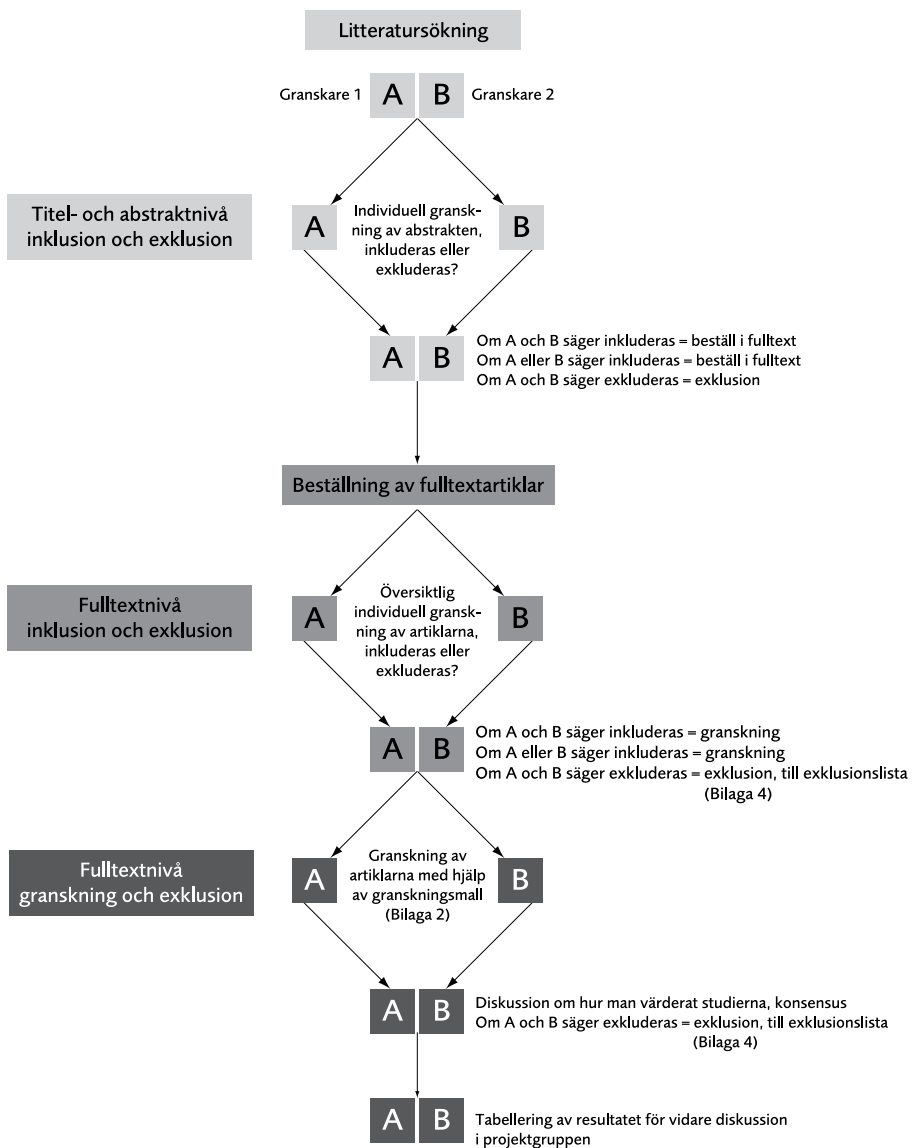 Litteratursökning
Granskare 1 A B Granskare 2
Titel- och abstraktnivå
inklusion och exklusion
A
Individuell gransk-
ning av abstrakten,
inkluderas eller
exkluderas?
B
A B
Om A och B säger inkluderas = beställ i fulltext
Om A eller B säger inkluderas = beställ i fulltext
Om A och B säger exkluderas = exklusion
Beställning av fulltextartiklar
Fulltextnivå
inklusion och exklusion
A
Översiktlig
individuell gransk-
ning av artiklarna,
inkluderas eller
exkluderas?
B
A B
Om A och B säger inkluderas = granskning
Om A eller B säger inkluderas = granskning
Om A och B säger exkluderas = exklusion, till exklusionslista
(Bilaga 4)
Fulltextnivå
granskning och exklusion
A
Granskning av
artiklarna med hjälp
av granskningsmall
(Bilaga 2)
B
A B
Diskussion om hur man värderat studierna, konsensus
Om A och B säger exkluderas = exklusion, till exklusionslista
(Bilaga 4)
A B
Tabellering av resultatet för vidare diskussion
i projektgruppen